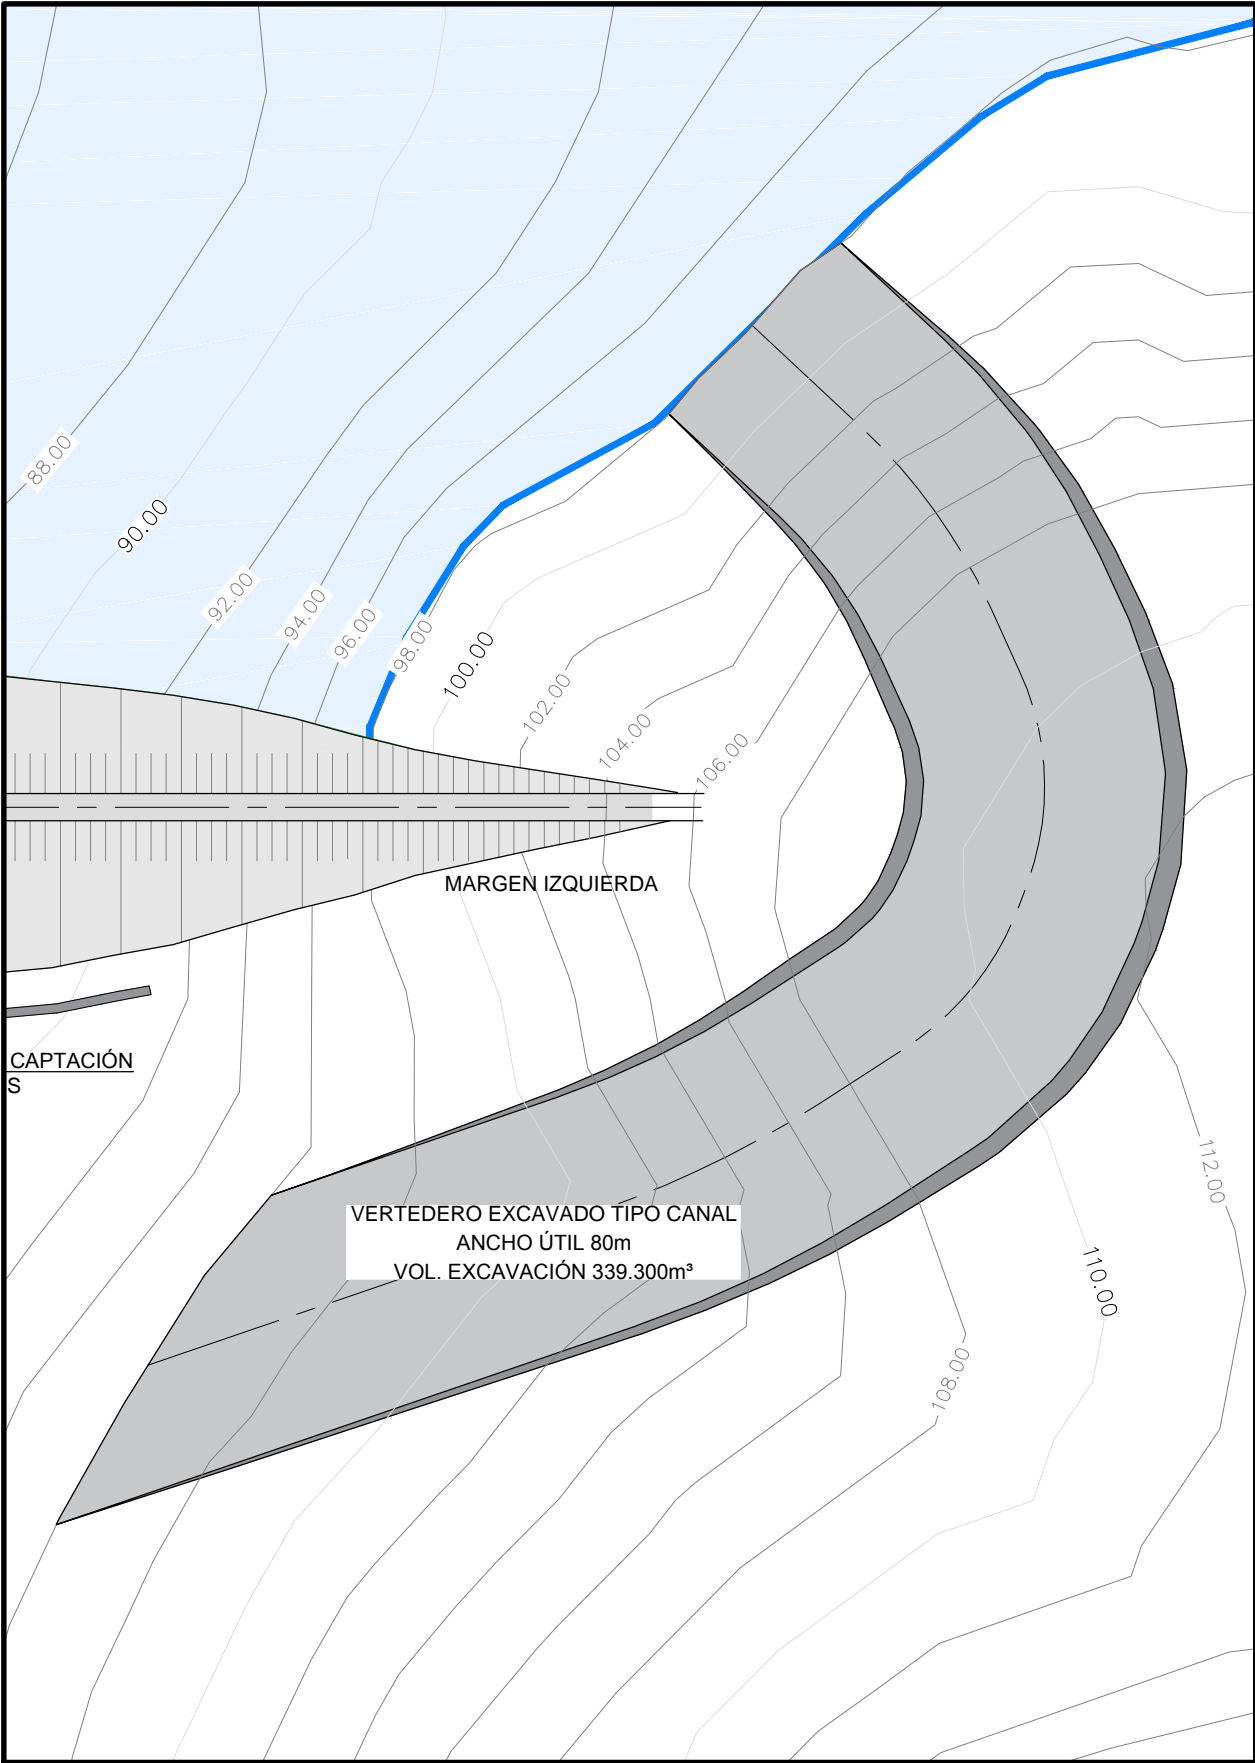 88.00
90.00
92.00
94.00
96.00
98.00
100.00
102.00
104.00
106.00
MARGEN IZQUIERDA
CAPTACIÓN
S
VERTEDERO EXCAVADO TIPO CANAL
ANCHO ÚTIL 80m
VOL. EXCAVACIÓN 339.300m³
112.00
110.00
108.00